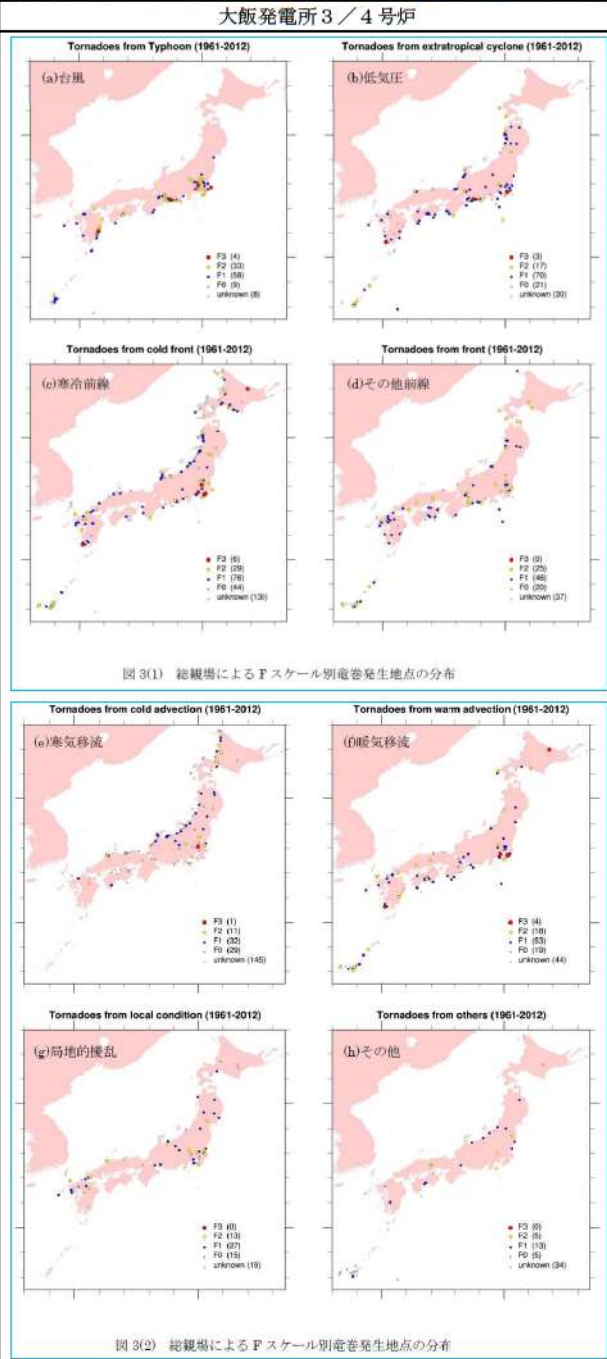 大飯発電所３／４号炉
Tornadoes from Typhoon (1961-2012)
(a)台風
F3 (4)
F2 (33)
F1 (58)
F0 (9)
unknown (8)
Tornadoes from extratropical cyclone (1961-2012)
(b)低気圧
F3 (3)
F2 (17)
F1 (70)
F0 (21)
Tornadoes from cold front (1961-2012)
(c)寒冷前線
F3 (6)
F2 (29)
F1 (76)
F0 (44)
Tornadoes from front (1961-2012)
(d)その他前線
F3 (0)
F2 (25)
F1 (46)
F0 (20)
unknown (37)
図 3(1)　総観場による F スケール別竜巻発生地点の分布
Tornadoes from cold advection (1961-2012)
(e)寒気移流
F3 (1)
F2 (11)
F1 (32)
F0 (29)
unknown (145)
Tornadoes from warm advection (1961-2012)
(f)暖気移流
F3 (4)
F2 (18)
F1 (53)
F0 (19)
unknown (44)
Tornadoes from local condition (1961-2012)
(g)局地的擾乱
F3 (0)
F2 (13)
F1 (27)
F0 (15)
unknown (19)
Tornadoes from others (1961-2012)
(h)その他
F3 (0)
F2 (5)
F1 (13)
F0 (5)
unknown (34)
図 3(2)　総観場による F スケール別竜巻発生地点の分布